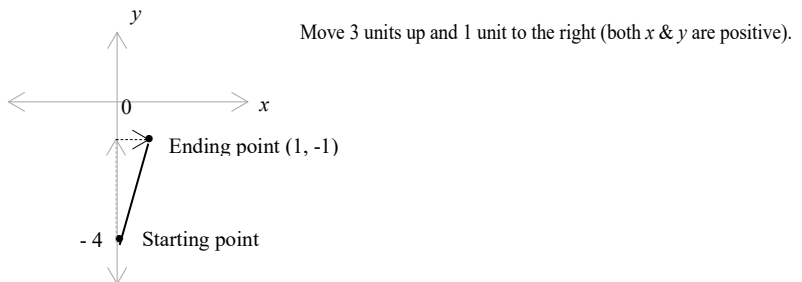 y
Move 3 units up and 1 unit to the right (both x & y are positive).
0
x
Ending point (1, -1)
- 4
Starting point